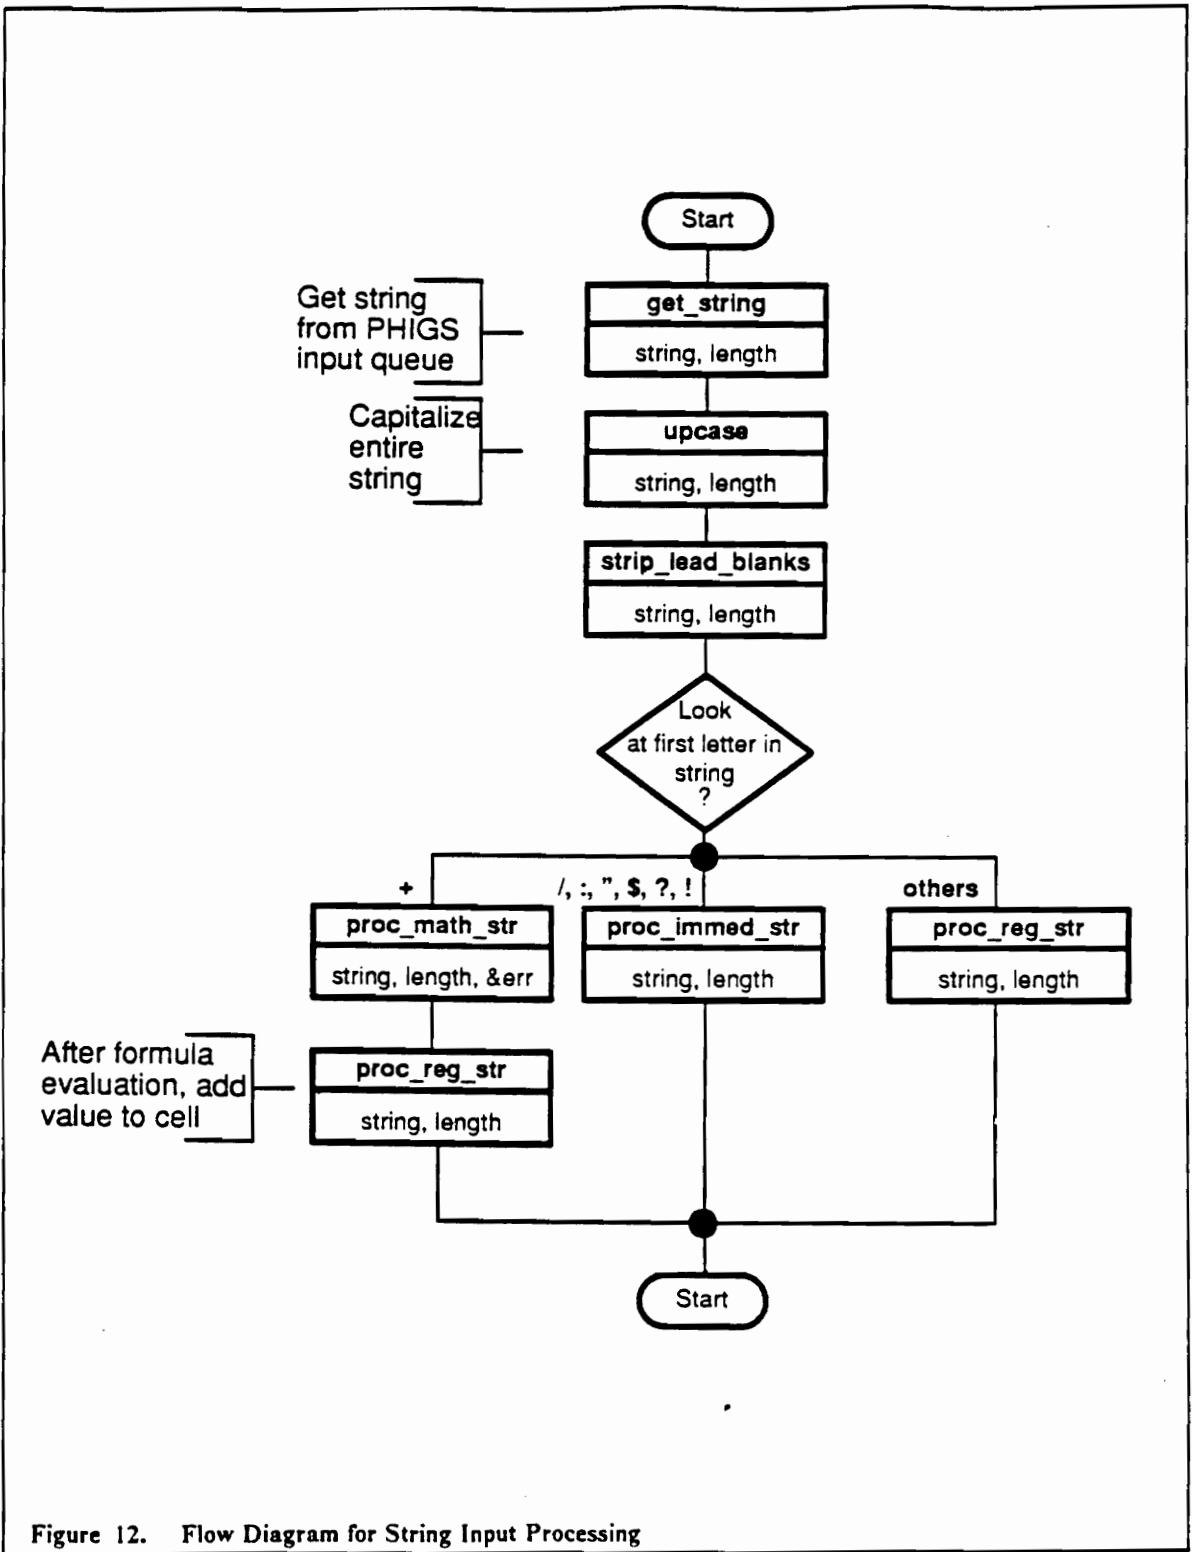 Start
Get string
from PHIGS
input queue
get_string
string, length
Capitalize
entire
string
upcase
string, length
strip_lead_blanks
string, length
Look
at first letter in
string
?
+
/, :, ", $, ?, !
others
proc_math_str
string, length, &err
proc_immed_str
string, length
proc_reg_str
string, length
After formula
evaluation, add
value to cell
proc_reg_str
string, length
Start
Figure 12. Flow Diagram for String Input Processing